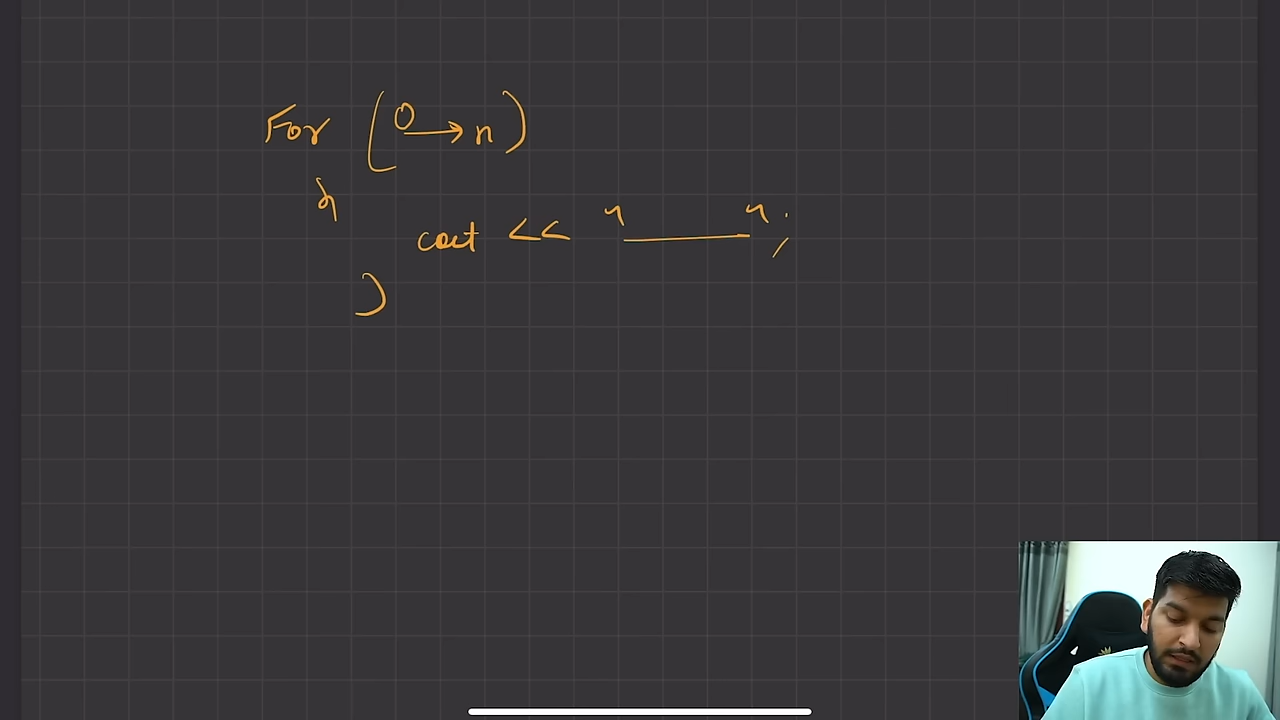 For (0 → n)
{
cout << "______";
}